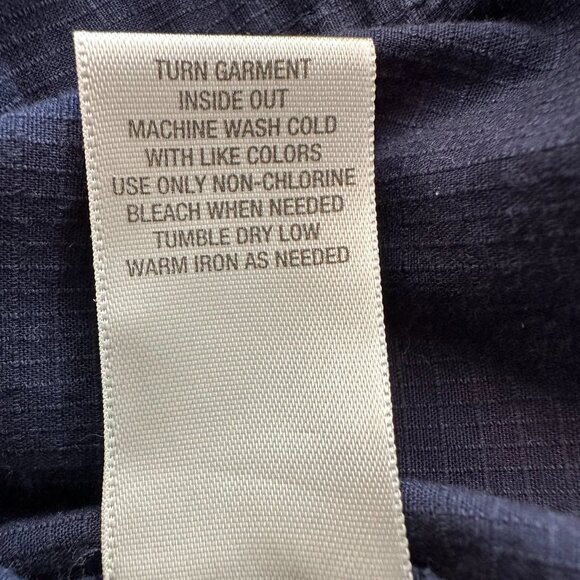 TURN GARMENT
INSIDE OUT
MACHINE WASH COLD
WITH LIKE COLORS
USE ONLY NON-CHLORINE
BLEACH WHEN NEEDED
TUMBLE DRY LOW
WARM IRON AS NEEDED